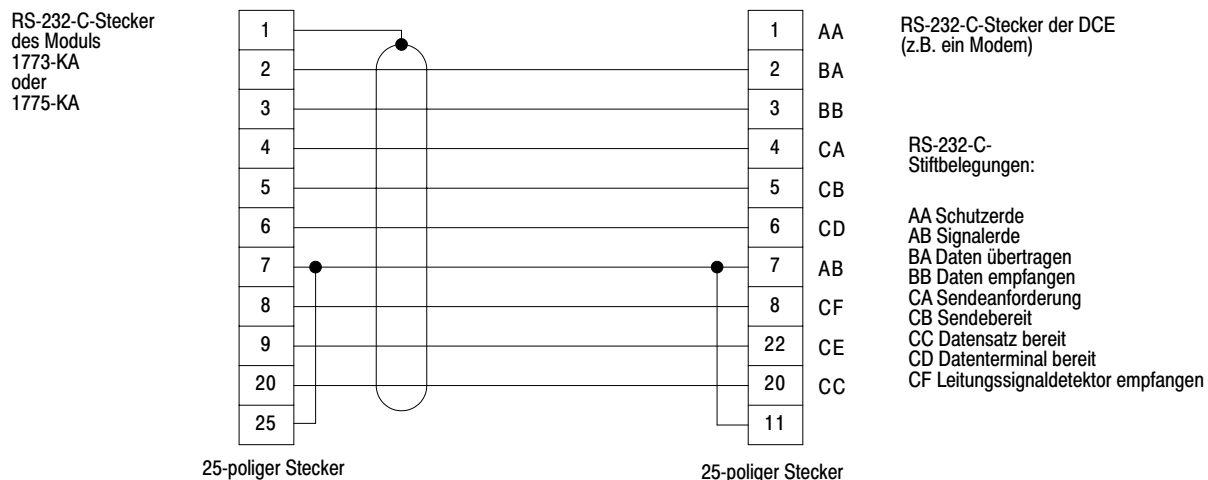 RS-232-C-Stecker
des Moduls
1773-KA
oder
1775-KA
1
2
3
4
5
6
7
8
9
20
25
25-poliger Stecker
1 AA
2 BA
3 BB
4 CA
5 CB
6 CD
7 AB
8 CF
22 CE
20 CC
11
25-poliger Stecker
RS-232-C-Stecker der DCE
(z.B. ein Modem)
RS-232-C-
Stiftbelegungen:
AA Schutzerde
AB Signalerde
BA Daten übertragen
BB Daten empfangen
CA Sendeanforderung
CB Sendebereit
CC Datensatz bereit
CD Datenterminal bereit
CF Leitungssignaldetektor empfangen